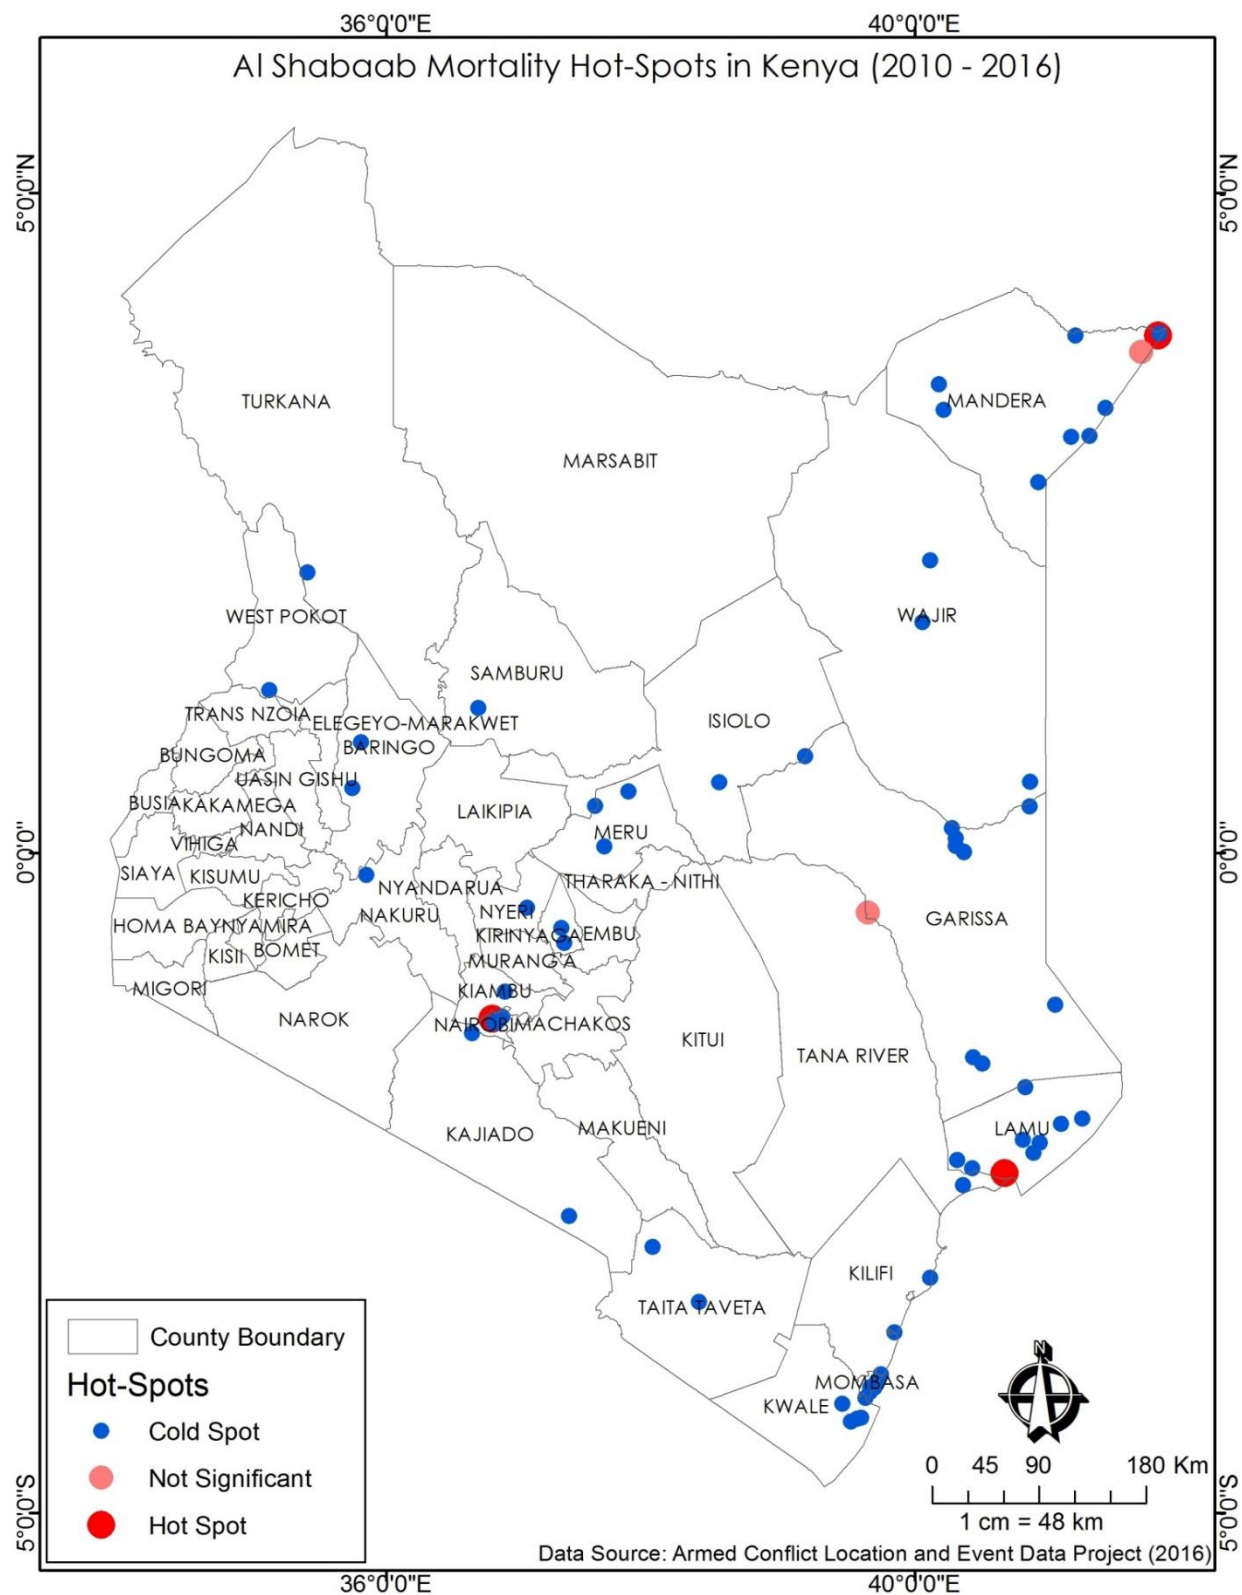 36°0'0"E 40°0'0"E
Al Shabaab Mortality Hot-Spots in Kenya (2010 - 2016)
5°0'0"N 5°0'0"N
TURKANA
MANDERA
MARSABIT
WEST POKOT
WAJIR
SAMBURU
TRANS NZOIA
ELEGEYO-MARAKWET
ISIOLO
BUNGOMA
BARINGO
UASIN GISHU
BUSIA
KAKAMEGA
LAIKIPIA
NANDI
MERU
VIHIGA
0°0'0" 0°0'0"
SIAYA
KISUMU
NYANDARUA
THARAKA - NITHI
KERICHO
NAKURU
NYERI
GARISSA
HOMA BAY
NYAMIRA
KIRINYAGA
EMBU
KISII
BOMET
MURANG'A
MIGORI
KIAMBU
NAROK
NAIROBI
MACHAKOS
KITUI
TANA RIVER
KAJIADO
MAKUENI
LAMU
KILIFI
TAITA TAVETA
MOMBASA
KWALE
County Boundary
Hot-Spots
Cold Spot
Not Significant
Hot Spot
N
0 45 90 180 Km
1 cm = 48 km
5°0'0"S 5°0'0"S
Data Source: Armed Conflict Location and Event Data Project (2016)
36°0'0"E 40°0'0"E